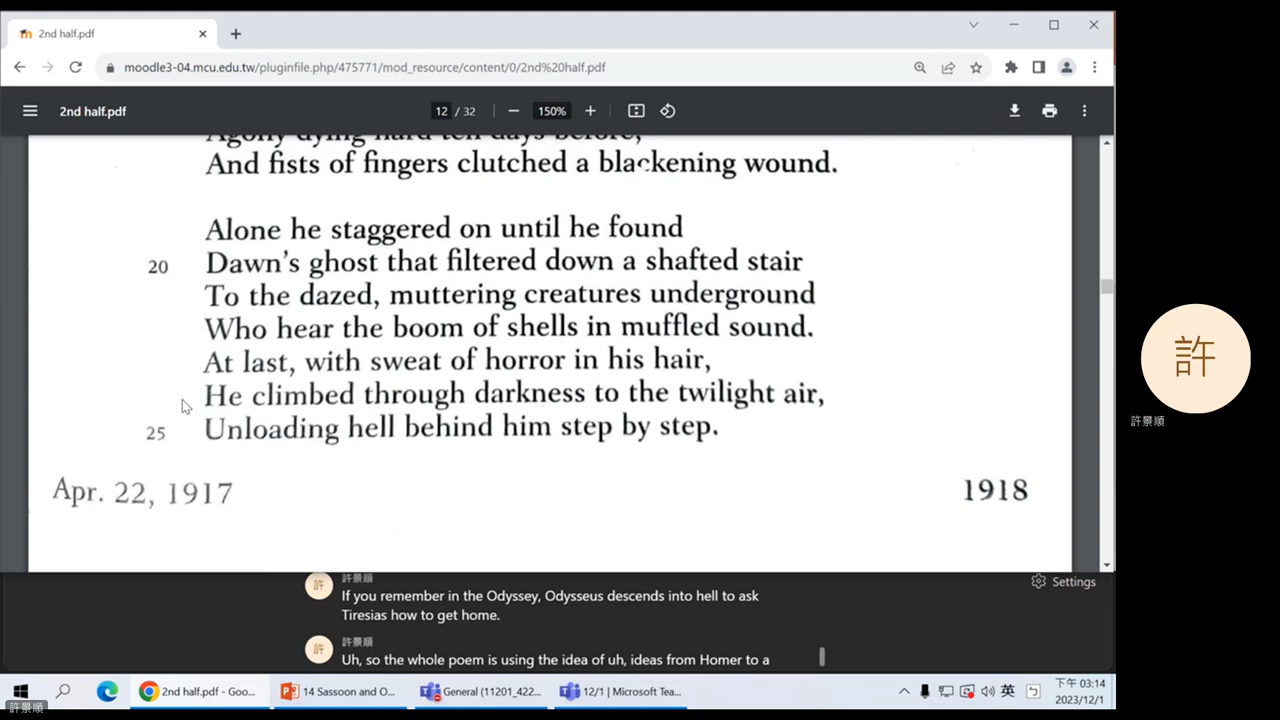 2nd half.pdf
moodle3-04.mcu.edu.tw/pluginfile.php/475771/mod_resource/content/0/2nd%20half.pdf
2nd half.pdf
12 / 32
150%
Agony dying hard ten days before,
And fists of fingers clutched a blackening wound.
Alone he staggered on until he found
20 Dawn's ghost that filtered down a shafted stair
To the dazed, muttering creatures underground
Who hear the boom of shells in muffled sound.
At last, with sweat of horror in his hair,
He climbed through darkness to the twilight air,
25 Unloading hell behind him step by step.
Apr. 22, 1917 1918
許
許景順
許 許景順
Settings
If you remember in the Odyssey, Odysseus descends into hell to ask
Tiresias how to get home.
許 許景順
Uh, so the whole poem is using the idea of uh, ideas from Homer to a
2nd half.pdf - Goo...
14 Sassoon and O...
General (11201_422...
12/1 | Microsoft Tea...
英
下午 03:14
2023/12/1
許景順